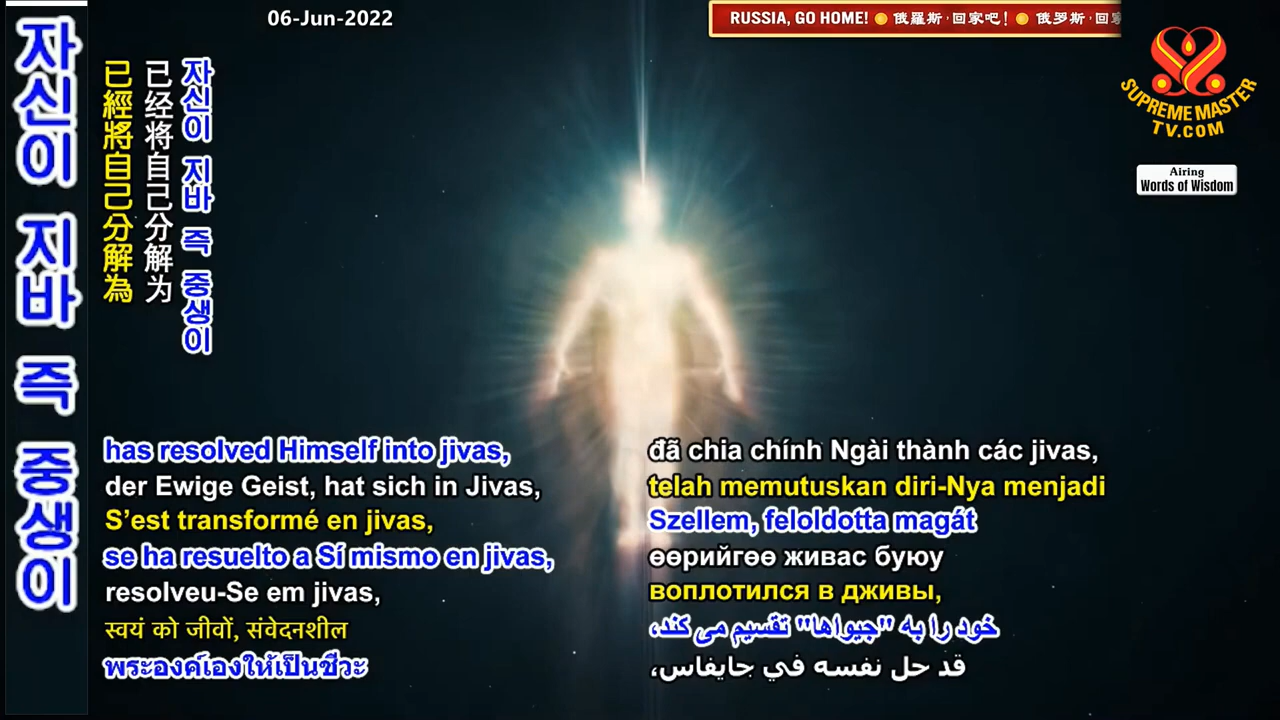 06-Jun-2022
RUSSIA, GO HOME! 俄羅斯·回家吧! 俄罗斯·回家
SUPREME MASTER
TV.COM
Airing
Words of Wisdom
자신이 지바 즉 중생이
已經將自己分解為
已经将自己分解为
자신이 지바 즉 중생이
has resolved Himself into jivas,
der Ewige Geist, hat sich in Jivas,
S’est transformé en jivas,
se ha resuelto a Sí mismo en jivas,
resolveu-Se em jivas,
स्वयं को जीवों, संवेदनशील
พระองค์เองให้เป็นชีวะ
đã chia chính Ngài thành các jivas,
telah memutuskan diri-Nya menjadi
Szellem, feloldotta magát
өөрийгөө живас буюу
воплотился в дживы,
خود را به "جیواها" تقسیم می کند،
قد حل نفسه في جايفاس،